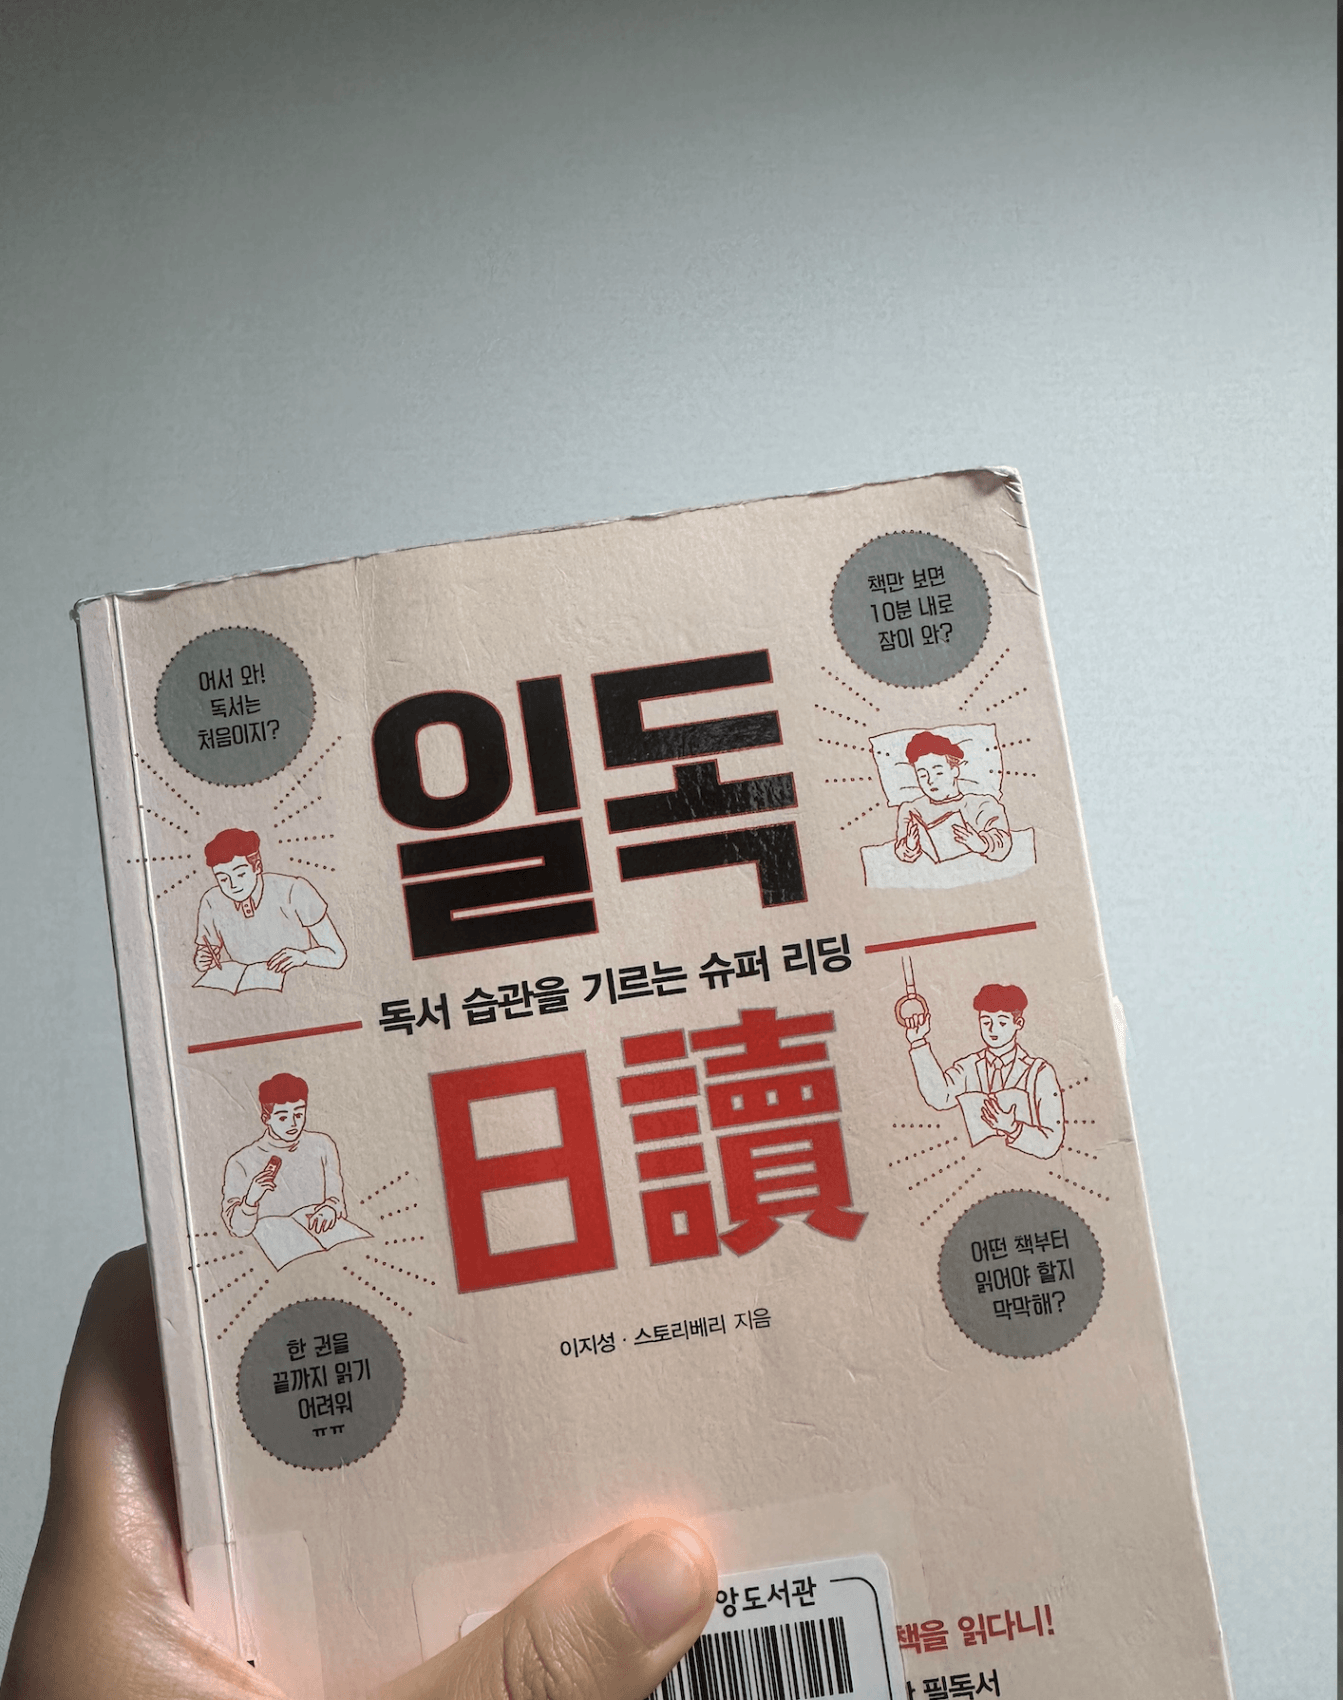 어서 와!
독서는
처음이지?
책만 보면
10분 내로
잠이 와?
일독
독서 습관을 기르는 슈퍼 리딩
日讀
한 권을
끝까지 읽기
어려워
ㅠㅠ
어떤 책부터
읽어야 할지
막막해?
이지성 · 스토리베리 지음
앙도서관
책을 읽다니!
필독서